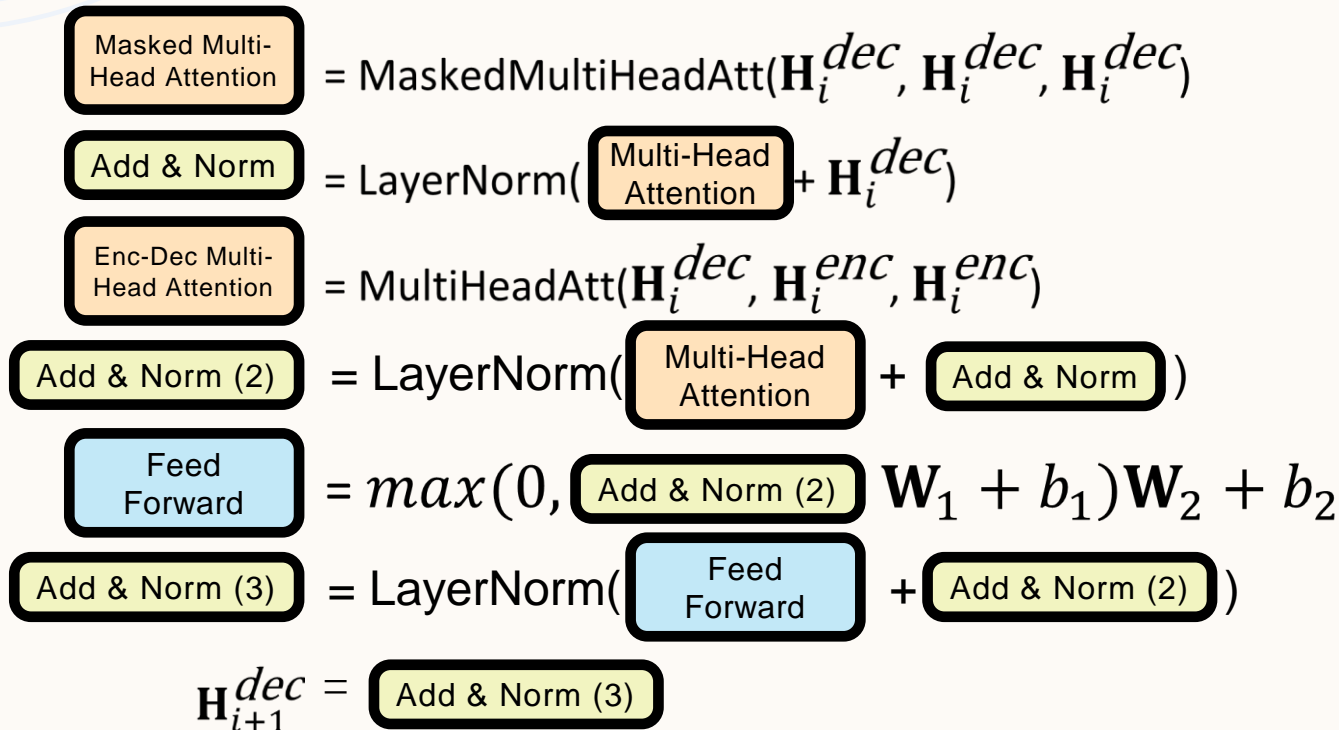 Masked Multi-
Head Attention = MaskedMultiHeadAtt(𝐇_i^dec, 𝐇_i^dec, 𝐇_i^dec)
Add & Norm = LayerNorm( Multi-Head
Attention + 𝐇_i^dec)
Enc-Dec Multi-
Head Attention = MultiHeadAtt(𝐇_i^dec, 𝐇_i^enc, 𝐇_i^enc)
Add & Norm (2) = LayerNorm( Multi-Head
Attention + Add & Norm )
Feed
Forward = max(0, Add & Norm (2) 𝐖_1 + b_1)𝐖_2 + b_2
Add & Norm (3) = LayerNorm( Feed
Forward + Add & Norm (2) )
𝐇_{i+1}^dec = Add & Norm (3)